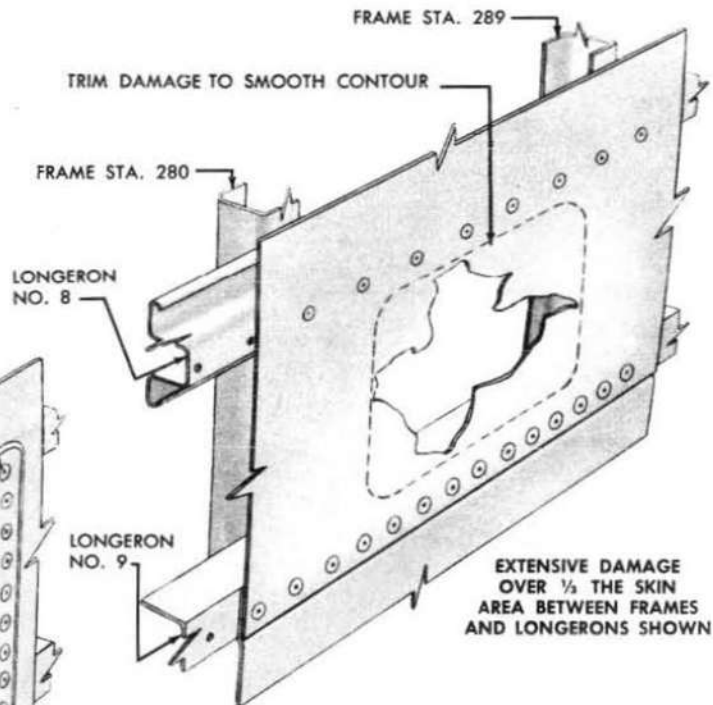 FRAME STA. 289
TRIM DAMAGE TO SMOOTH CONTOUR
FRAME STA. 280
LONGERON
NO. 8
LONGERON
NO. 9
EXTENSIVE DAMAGE
OVER ⅓ THE SKIN
AREA BETWEEN FRAMES
AND LONGERONS SHOWN